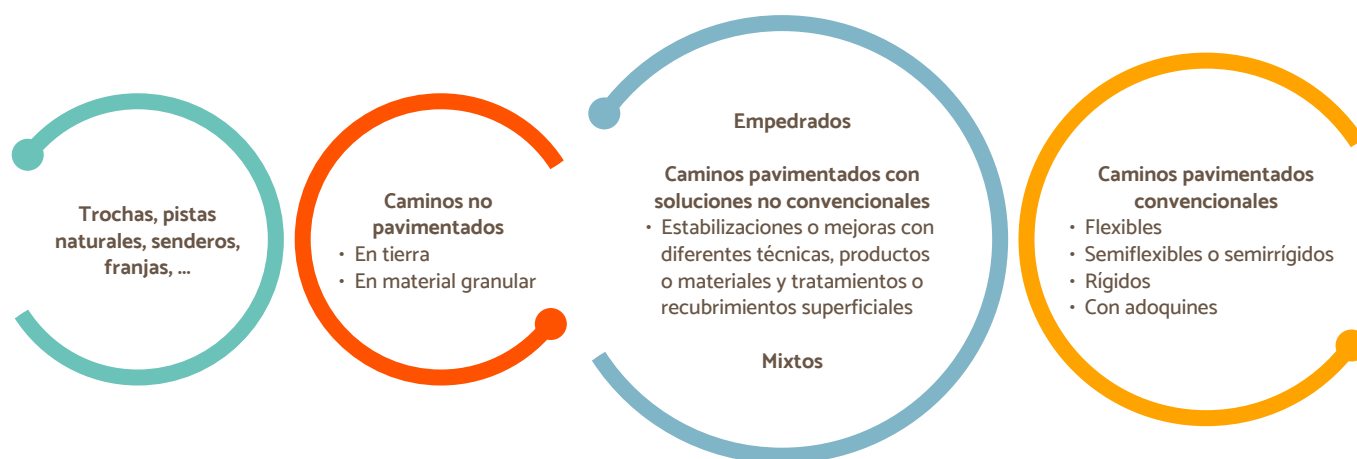 Trochas, pistas
naturales, senderos,
franjas, ...
Caminos no
pavimentados
• En tierra
• En material granular
Empedrados
Caminos pavimentados con
soluciones no convencionales
• Estabilizaciones o mejoras con
diferentes técnicas, productos
o materiales y tratamientos o
recubrimientos superficiales
Mixtos
Caminos pavimentados
convencionales
• Flexibles
• Semiflexibles o semirrígidos
• Rígidos
• Con adoquines